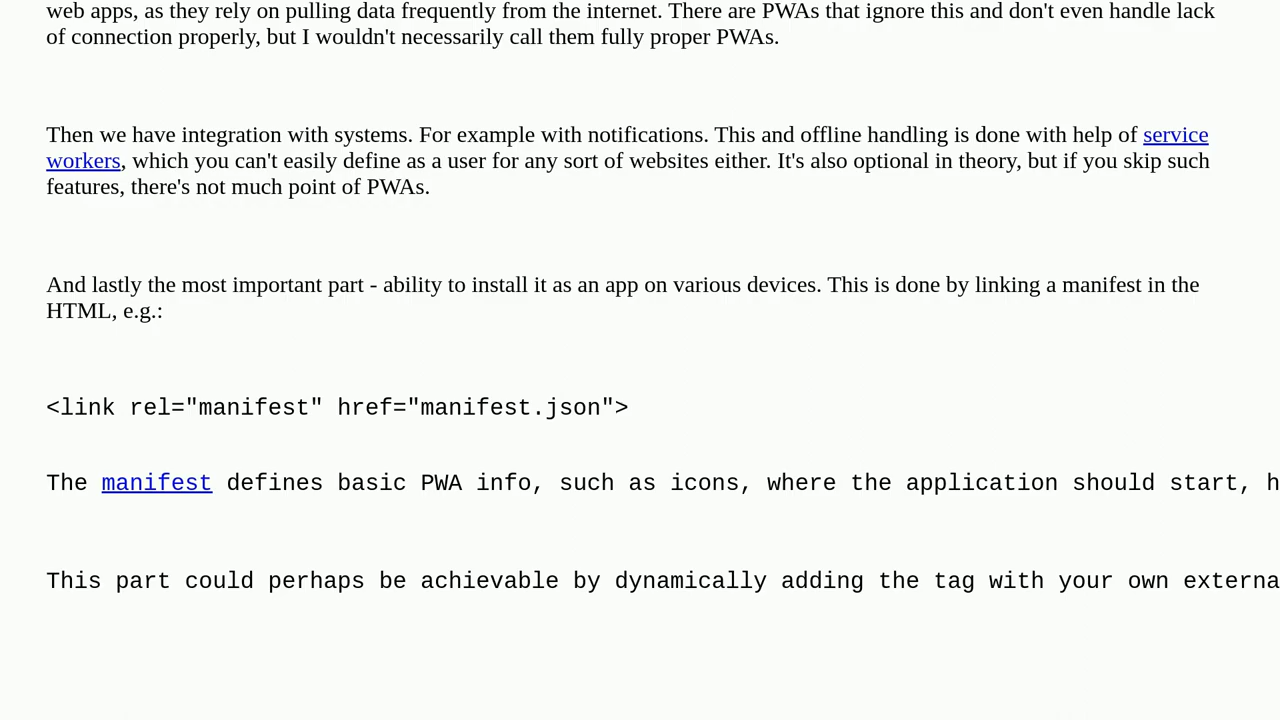 web apps, as they rely on pulling data frequently from the internet. There are PWAs that ignore this and don't even handle lack
of connection properly, but I wouldn't necessarily call them fully proper PWAs.
Then we have integration with systems. For example with notifications. This and offline handling is done with help of service
workers, which you can't easily define as a user for any sort of websites either. It's also optional in theory, but if you skip such
features, there's not much point of PWAs.
And lastly the most important part - ability to install it as an app on various devices. This is done by linking a manifest in the
HTML, e.g.:
<link rel="manifest" href="manifest.json">
The manifest defines basic PWA info, such as icons, where the application should start, h
This part could perhaps be achievable by dynamically adding the tag with your own externa